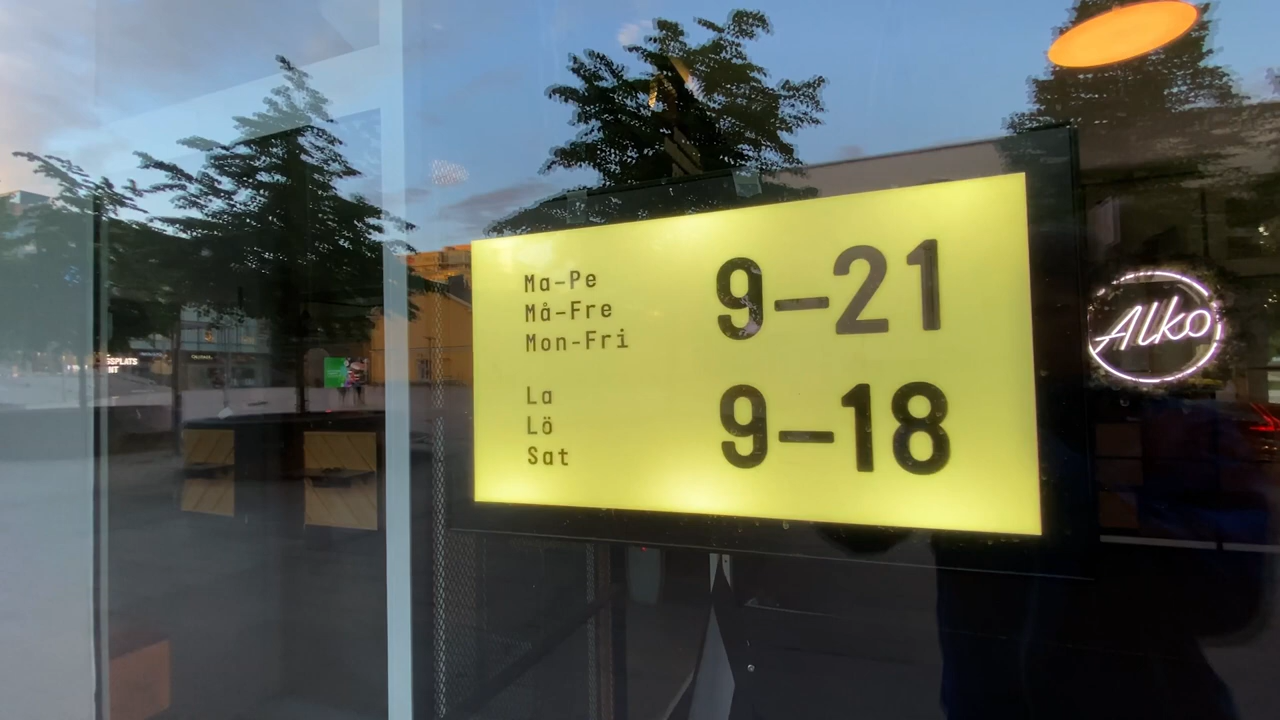 Ma–Pe
Må–Fre
Mon-Fri
9–21
La
Lö
Sat
9–18
Alko